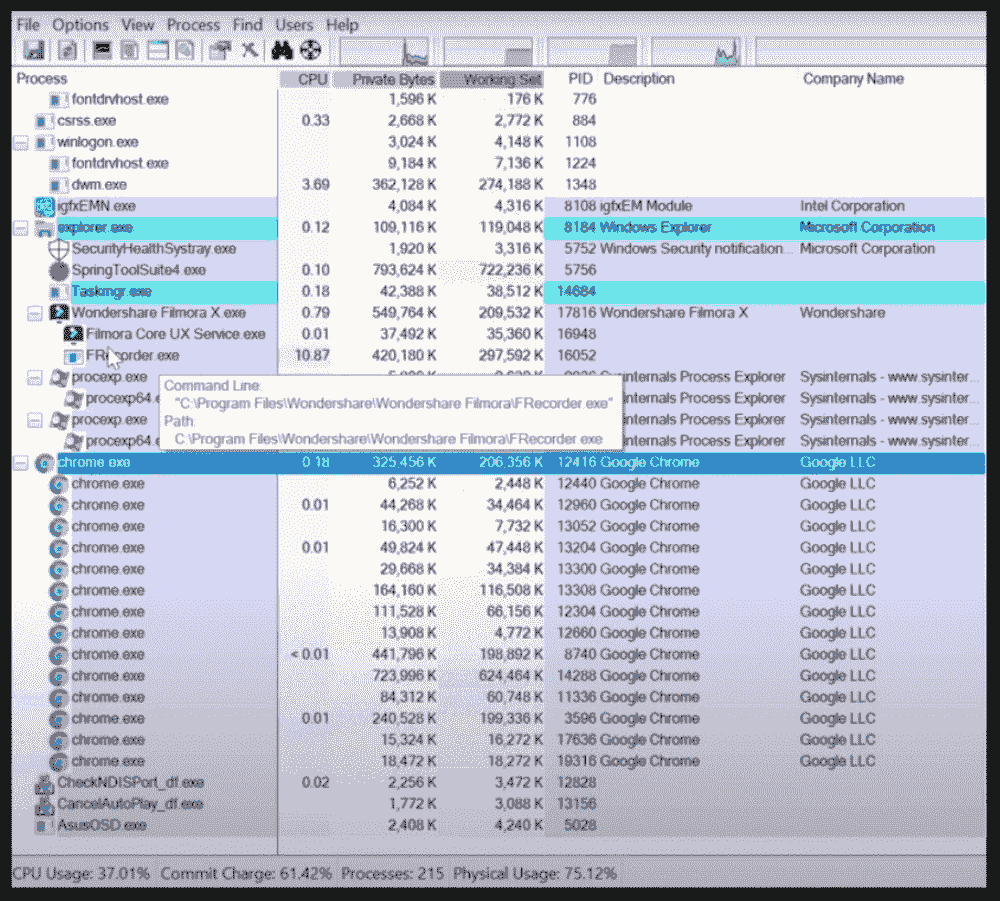 File Options View Process Find Users Help
Process CPU Private Bytes Working Set PID Description Company Name
fontdrvhost.exe 1,596 K 176 K 776
csrss.exe 0.33 2,668 K 2,772 K 884
winlogon.exe 3,024 K 4,148 K 1108
fontdrvhost.exe 9,184 K 7,136 K 1224
dwm.exe 3.69 362,128 K 274,188 K 1348
igfxEMN.exe 4,084 K 4,316 K 8108 igfxEM Module Intel Corporation
explorer.exe 0.12 109,116 K 119,048 K 8184 Windows Explorer Microsoft Corporation
SecurityHealthSystray.exe 1,920 K 3,316 K 5752 Windows Security notification... Microsoft Corporation
SpringToolSuite4.exe 0.10 793,624 K 722,236 K 5756
Taskmgr.exe 0.18 42,388 K 38,512 K 14684
Wondershare Filmora X.exe 0.79 549,764 K 209,532 K 17816 Wondershare Filmora X Wondershare
Filmora Core UX Service.exe 0.01 37,492 K 35,360 K 16948
FRecorder.exe 10.87 420,180 K 297,592 K 16052
procexp.exe internals Process Explorer Sysinternals - www.sysinter...
Command Line:
procexp64.e internals Process Explorer Sysinternals - www.sysinter...
"C:\Program Files\Wondershare\Wondershare Filmora\FRecorder.exe"
procexp.exe internals Process Explorer Sysinternals - www.sysinter...
Path:
procexp64.e internals Process Explorer Sysinternals - www.sysinter...
C:\Program Files\Wondershare\Wondershare Filmora\FRecorder.exe
chrome.exe 0.18 325,456 K 206,356 K 12416 Google Chrome Google LLC
chrome.exe 6,252 K 2,448 K 12440 Google Chrome Google LLC
chrome.exe 0.01 44,268 K 34,464 K 12960 Google Chrome Google LLC
chrome.exe 16,300 K 7,732 K 13052 Google Chrome Google LLC
chrome.exe 0.01 49,824 K 47,448 K 13204 Google Chrome Google LLC
chrome.exe 29,668 K 34,384 K 13300 Google Chrome Google LLC
chrome.exe 164,160 K 116,508 K 13308 Google Chrome Google LLC
chrome.exe 111,528 K 66,156 K 12304 Google Chrome Google LLC
chrome.exe 13,908 K 4,772 K 12660 Google Chrome Google LLC
chrome.exe < 0.01 441,796 K 198,892 K 8740 Google Chrome Google LLC
chrome.exe 723,996 K 624,464 K 14288 Google Chrome Google LLC
chrome.exe 84,312 K 60,748 K 11336 Google Chrome Google LLC
chrome.exe 0.01 240,528 K 199,336 K 3596 Google Chrome Google LLC
chrome.exe 15,324 K 16,272 K 17636 Google Chrome Google LLC
chrome.exe 18,472 K 18,272 K 19316 Google Chrome Google LLC
CheckNDISPort_df.exe 0.02 2,256 K 3,472 K 12828
CancelAutoPlay_df.exe 1,772 K 3,088 K 13156
AsusOSD.exe 2,408 K 4,240 K 5028
CPU Usage: 37.01% Commit Charge: 61.42% Processes: 215 Physical Usage: 75.12%